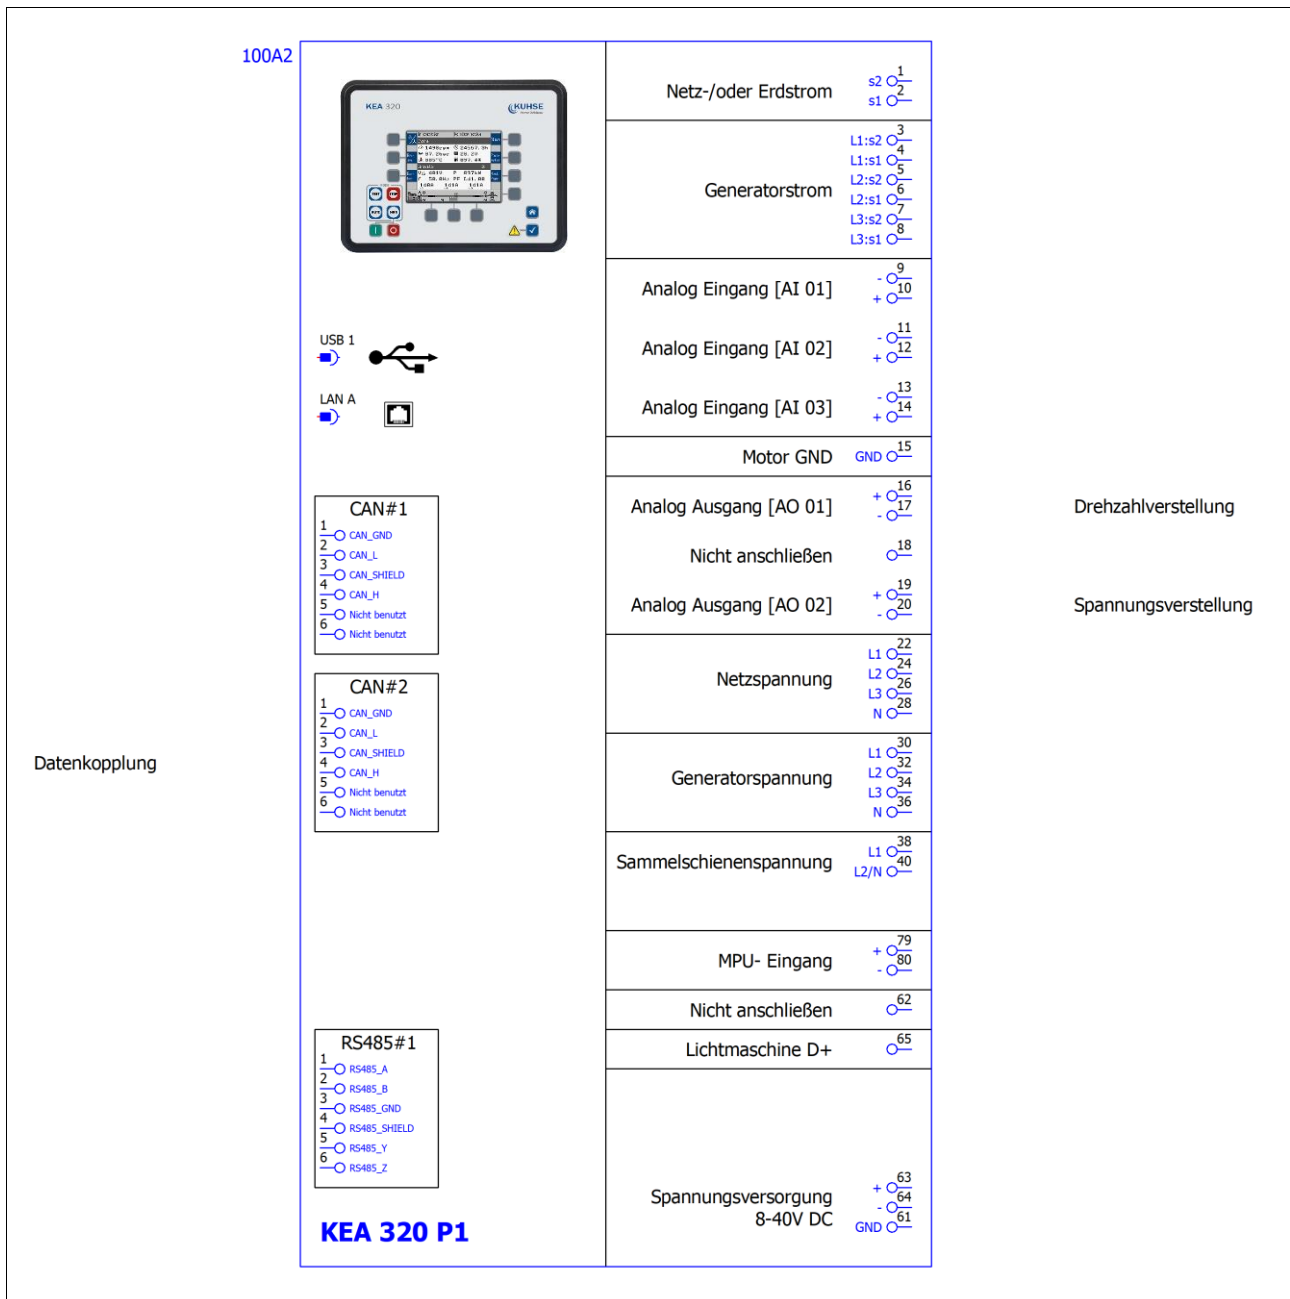 100A2
KEA 320
KUHSE
USB 1
LAN A
CAN#1
1 CAN_GND
2 CAN_L
3 CAN_SHIELD
4 CAN_H
5 Nicht benutzt
6 Nicht benutzt
Datenkopplung
CAN#2
1 CAN_GND
2 CAN_L
3 CAN_SHIELD
4 CAN_H
5 Nicht benutzt
6 Nicht benutzt
RS485#1
1 RS485_A
2 RS485_B
3 RS485_GND
4 RS485_SHIELD
5 RS485_Y
6 RS485_Z
KEA 320 P1
Netz-/oder Erdstrom
s2 1
s1 2
Generatorstrom
L1:s2 3
L1:s1 4
L2:s2 5
L2:s1 6
L3:s2 7
L3:s1 8
Analog Eingang [AI 01]
- 9
+ 10
Analog Eingang [AI 02]
- 11
+ 12
Analog Eingang [AI 03]
- 13
+ 14
Motor GND
GND 15
Analog Ausgang [AO 01]
+ 16
- 17
Drehzahlverstellung
Nicht anschließen
18
Analog Ausgang [AO 02]
+ 19
- 20
Spannungsverstellung
Netzspannung
L1 22
L2 24
L3 26
N 28
Generatorspannung
L1 30
L2 32
L3 34
N 36
Sammelschienenspannung
L1 38
L2/N 40
MPU- Eingang
+ 79
- 80
Nicht anschließen
62
Lichtmaschine D+
65
Spannungsversorgung
8-40V DC
+ 63
- 64
GND 61